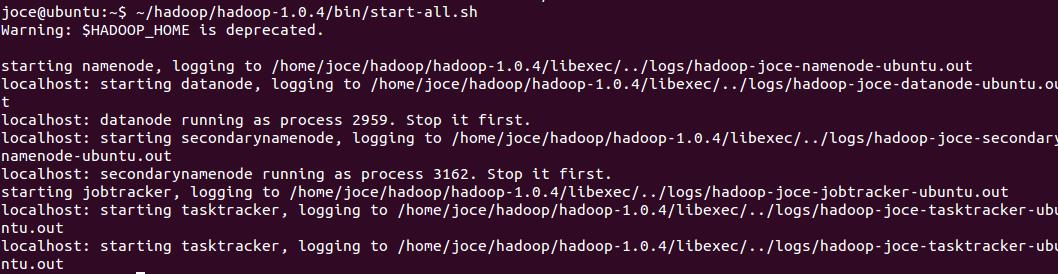 joce@ubuntu:~$ ~/hadoop/hadoop-1.0.4/bin/start-all.sh
Warning: $HADOOP_HOME is deprecated.

starting namenode, logging to /home/joce/hadoop/hadoop-1.0.4/libexec/../logs/hadoop-joce-namenode-ubuntu.out
localhost: starting datanode, logging to /home/joce/hadoop/hadoop-1.0.4/libexec/../logs/hadoop-joce-datanode-ubuntu.ou
t
localhost: datanode running as process 2959. Stop it first.
localhost: starting secondarynamenode, logging to /home/joce/hadoop/hadoop-1.0.4/libexec/../logs/hadoop-joce-secondary
namenode-ubuntu.out
localhost: secondarynamenode running as process 3162. Stop it first.
starting jobtracker, logging to /home/joce/hadoop/hadoop-1.0.4/libexec/../logs/hadoop-joce-jobtracker-ubuntu.out
localhost: starting tasktracker, logging to /home/joce/hadoop/hadoop-1.0.4/libexec/../logs/hadoop-joce-tasktracker-ubu
ntu.out
localhost: starting tasktracker, logging to /home/joce/hadoop/hadoop-1.0.4/libexec/../logs/hadoop-joce-tasktracker-ubu
ntu.out